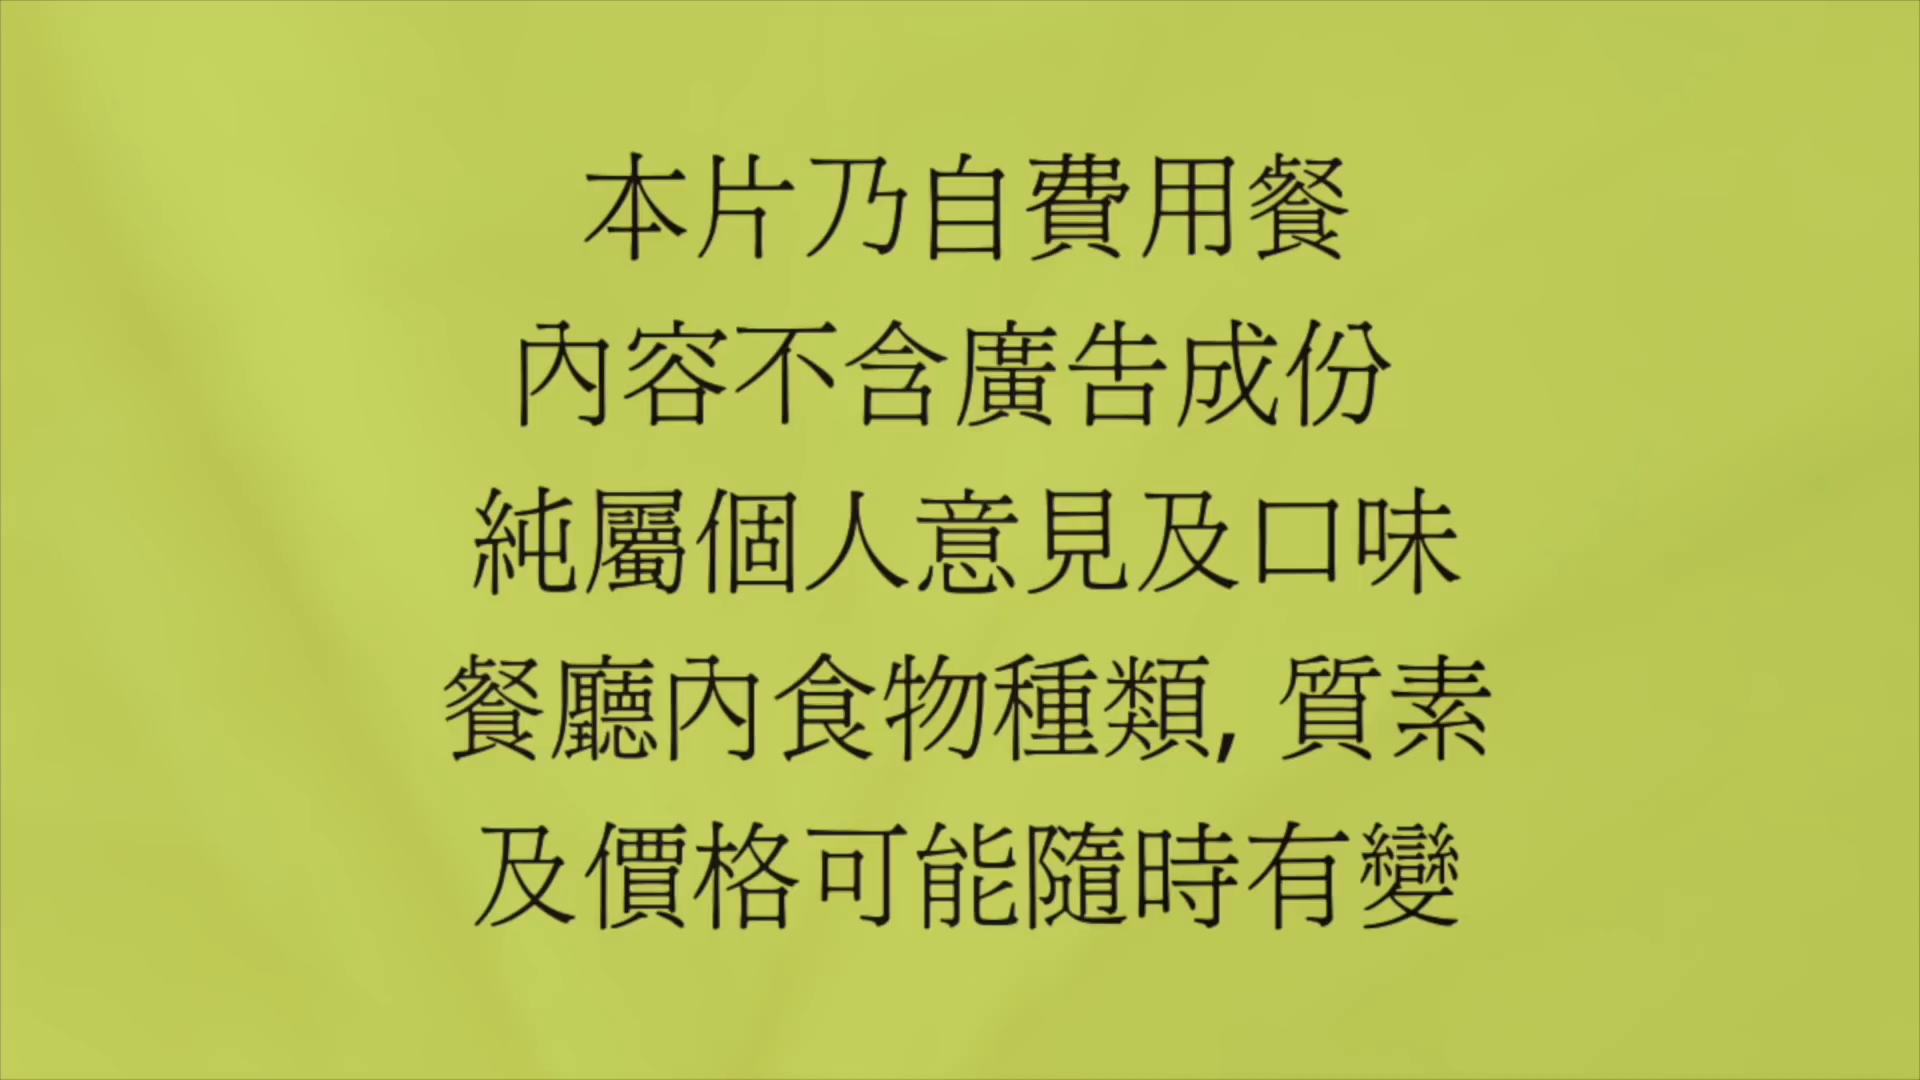 本片乃自費用餐
內容不含廣告成份
純屬個人意見及口味
餐廳內食物種類, 質素
及價格可能隨時有變